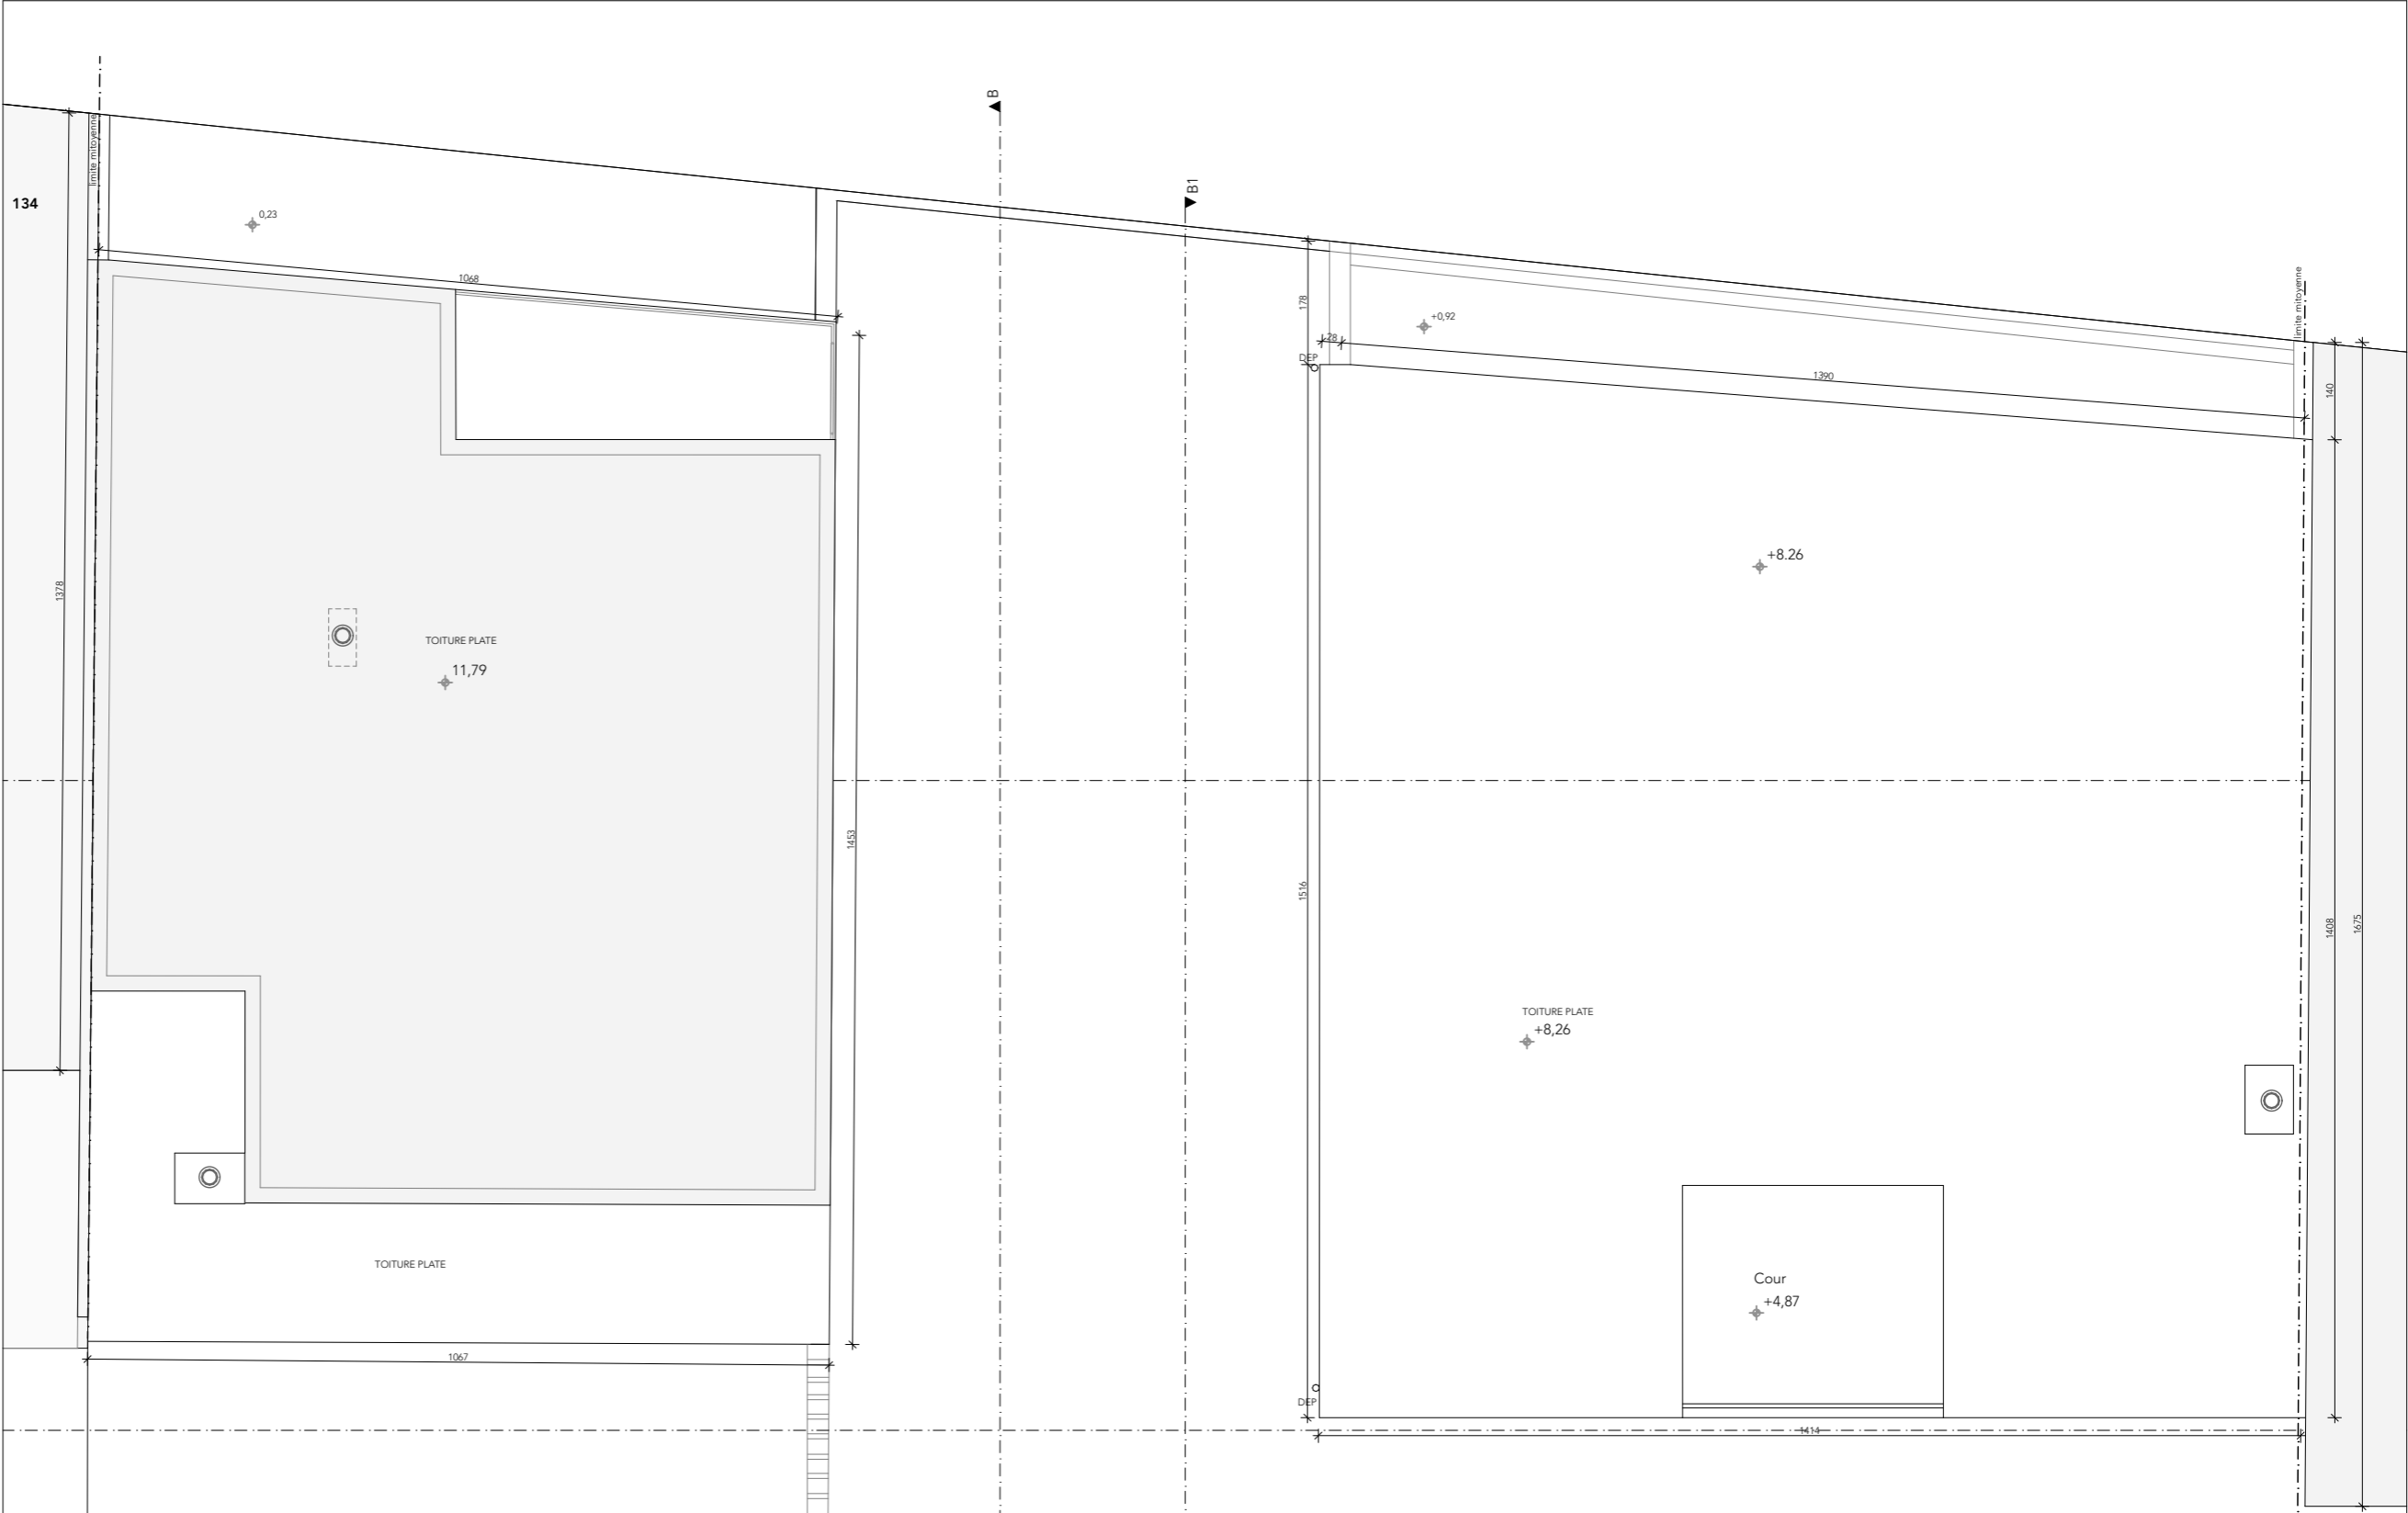 B
limite mitoyenne
B1
134
0,23
1068
178
+0,92
28
DEP
1390
limite mitoyenne
140
+8.26
1378
TOITURE PLATE
11,79
1453
1516
1408
1675
TOITURE PLATE
+8,26
TOITURE PLATE
Cour
+4,87
1067
DEP
1414